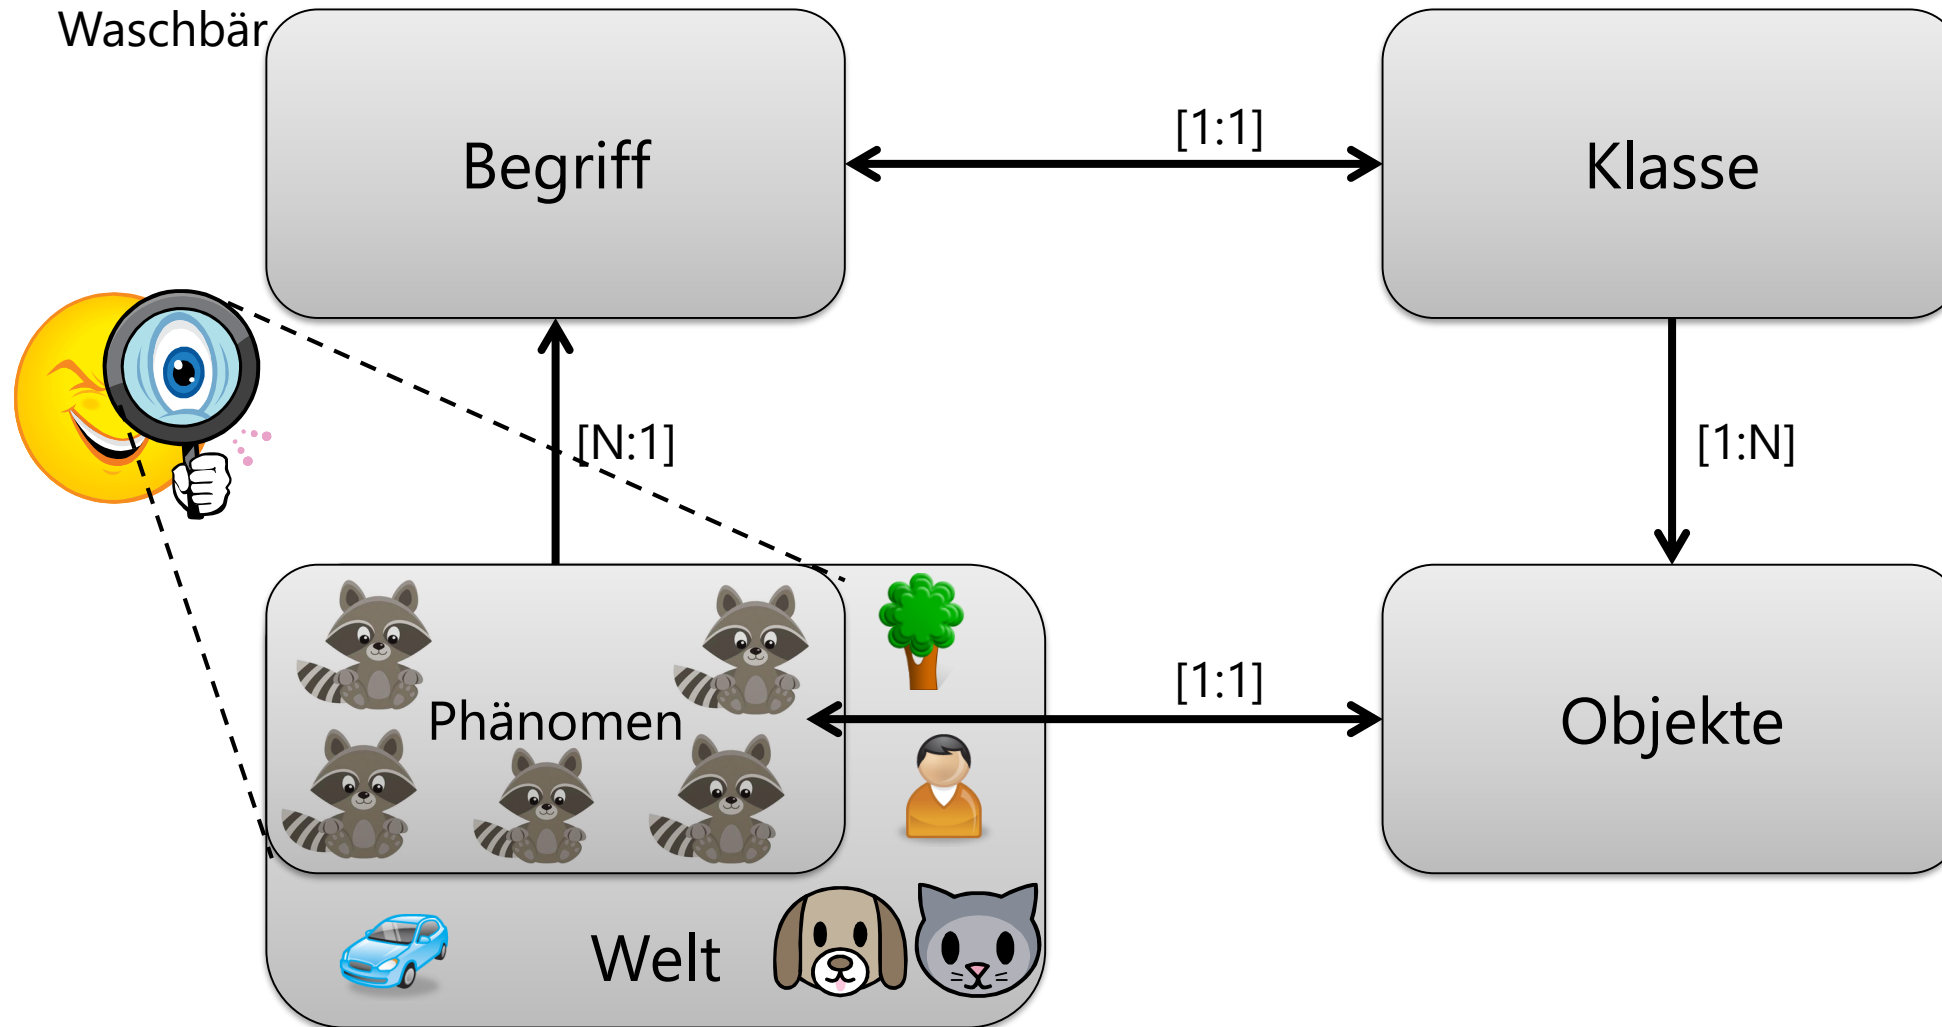 Waschbär
Begriff
[1:1]
Klasse
[N:1]
[1:N]
Phänomen
[1:1]
Objekte
Welt